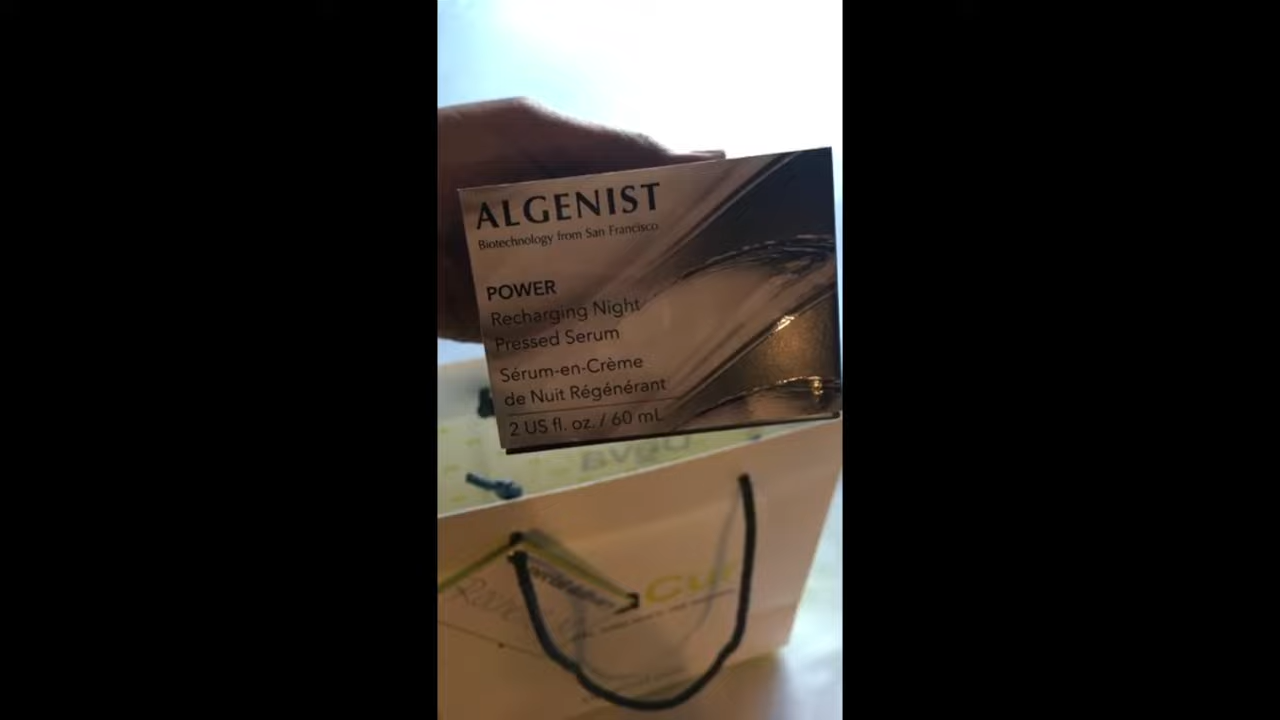 ALGENIST
Biotechnology from San Francisco
POWER
Recharging Night
Pressed Serum
Sérum-en-Crème
de Nuit Régénérant
2 US fl. oz. / 60 mL